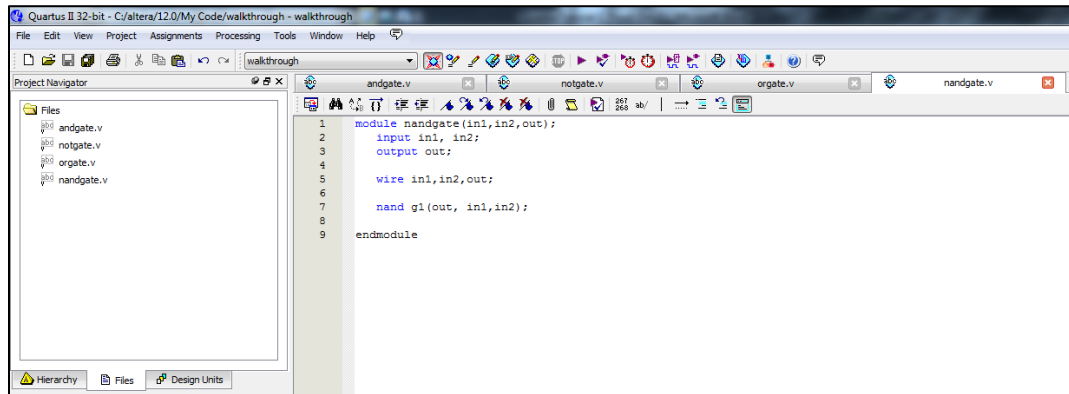 Quartus II 32-bit - C:/altera/12.0/My Code/walkthrough - walkthrough
File Edit View Project Assignments Processing Tools Window Help
walkthrough
Project Navigator
andgate.v notgate.v orgate.v nandgate.v
Files
andgate.v
notgate.v
orgate.v
nandgate.v
267
268 ab/
1 module nandgate(in1,in2,out);
2 input in1, in2;
3 output out;
4
5 wire in1,in2,out;
6
7 nand g1(out, in1,in2);
8
9 endmodule
Hierarchy Files Design Units